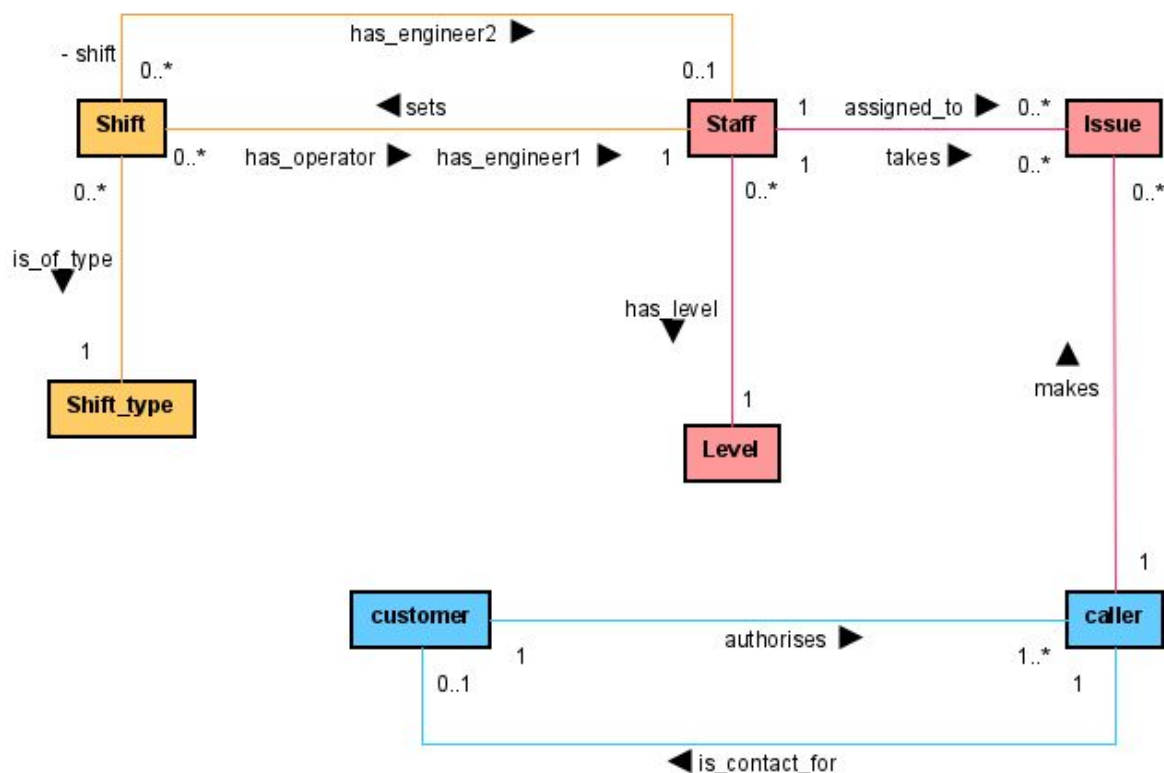 has_engineer2
- shift
0..*
0..1
sets
Shift
Staff
1
assigned_to
0..*
Issue
0..*
has_operator
has_engineer1
1
1
takes
0..*
0..*
0..*
0..*
is_of_type
has_level
1
Shift_type
makes
1
Level
1
customer
caller
authorises
1
1..*
0..1
1
is_contact_for